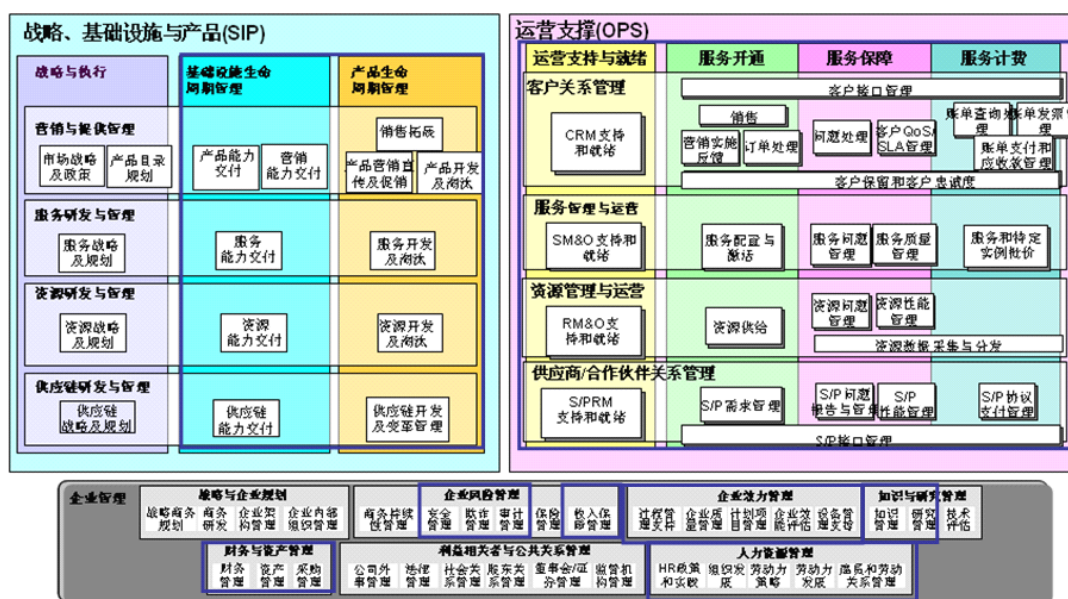 战略、基础设施与产品(SIP)
运营支撑(OPS)
战略与执行
基础设施生命
周期管理
产品生命
周期管理
营销与提供管理
市场战略
及政策
产品目录
规划
产品能力
交付
营销
能力交付
销售拓展
产品营销宣
传及促销
产品开发
及淘汰
服务研发与管理
服务战略
及规划
服务
能力交付
服务开发
及淘汰
资源研发与管理
资源战略
及规划
资源
能力交付
资源开发
及淘汰
供应链研发与管理
供应链
战略及规划
供应链
能力交付
供应链开发
及变革管理
运营支持与就绪
服务开通
服务保障
服务计费
客户关系管理
客户接口管理
CRM支持
和就绪
销售
营销实施
反馈
订单处理
问题处理
客户QoS/
SLA管理
账单查询处
理
账单发票管
理
账单支付和
应收款管理
客户保留和客户忠诚度
服务管理与运营
SM&O支持和
就绪
服务配置与
激活
服务问题
管理
服务质量
管理
服务和特定
实例批价
资源管理与运营
RM&O支
持和就绪
资源供给
资源问题
管理
资源性能
管理
资源数据采集与分发
供应商/合作伙伴关系管理
S/PRM
支持和就绪
S/P需求管理
S/P问题
报告与管理
S/P
性能管理
S/P协议
支付管理
S/P接口管理
企业管理
战略与企业规划
战略商务
规划
商务
研发
企业架
构管理
企业内部
组织管理
企业风险管理
商务持续
性管理
安全
管理
欺诈
管理
审计
管理
保险
管理
收入保
障管理
企业效力管理
过程管
理支持
企业质
量管理
计划项
目管理
企业效
能评估
设备管
理支持
知识与研究管理
知识
管理
研究
管理
技术
评估
财务与资产管理
财务
管理
资产
管理
采购
管理
利益相关者与公共关系管理
公司外
事管理
法律
管理
社会关
系管理
股东关
系管理
董事会/证
券管理
监管机
构管理
人力资源管理
HR政策
和实践
组织发
展
劳动力
策略
劳动力
发展
雇员和劳动
关系管理